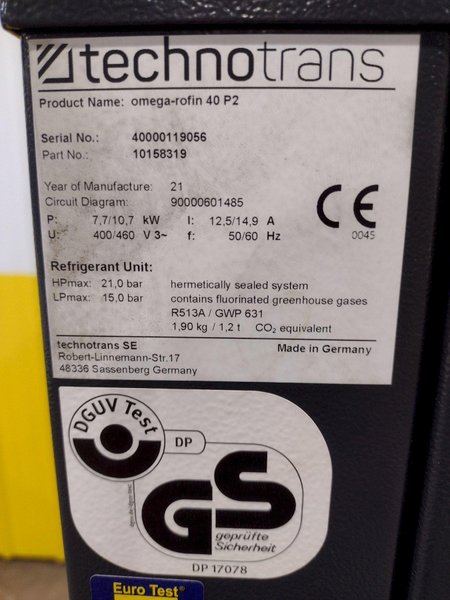 technotrans
Product Name: omega-rofin 40 P2
Serial No.: 40000119056
Part No.: 10158319
Year of Manufacture: 21
Circuit Diagram: 90000601485
P: 7,7/10,7 kW I: 12,5/14,9 A
U: 400/460 V 3~ f: 50/60 Hz
CE
0045
Refrigerant Unit:
HPmax: 21,0 bar hermetically sealed system
LPmax: 15,0 bar contains fluorinated greenhouse gases
R513A / GWP 631
1,90 kg / 1,2 t CO₂ equivalent
technotrans SE Made in Germany
Robert-Linnemann-Str.17
48336 Sassenberg Germany
DGUV Test
DP
GS
geprüfte
Sicherheit
DP 17078
Euro Test